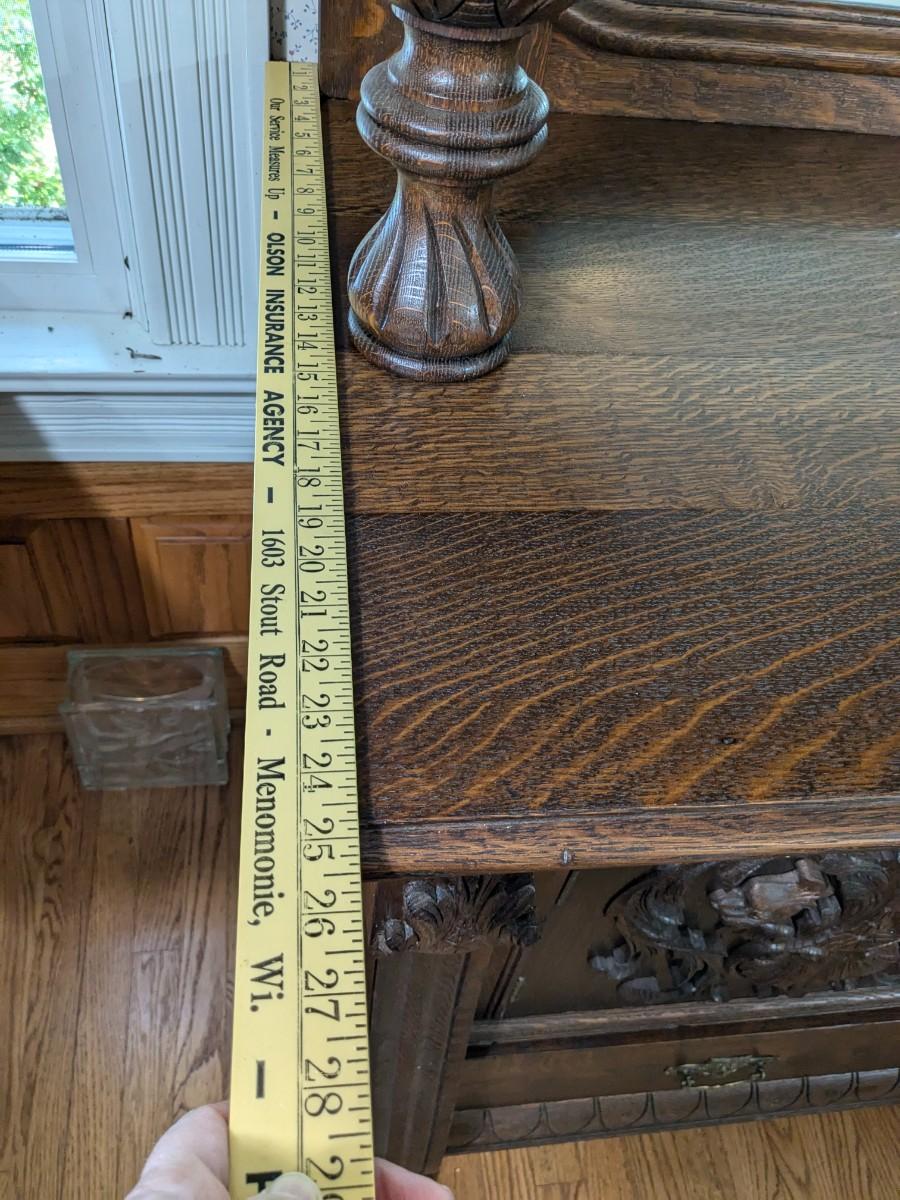 Our Service Measures Up - OLSON INSURANCE AGENCY - 1603 Stout Road - Menomonie, Wi. -
1 2 3 4 5 6 7 8 9 10 11 12 13 14 15 16 17 18 19 20 21 22 23 24 25 26 27 28